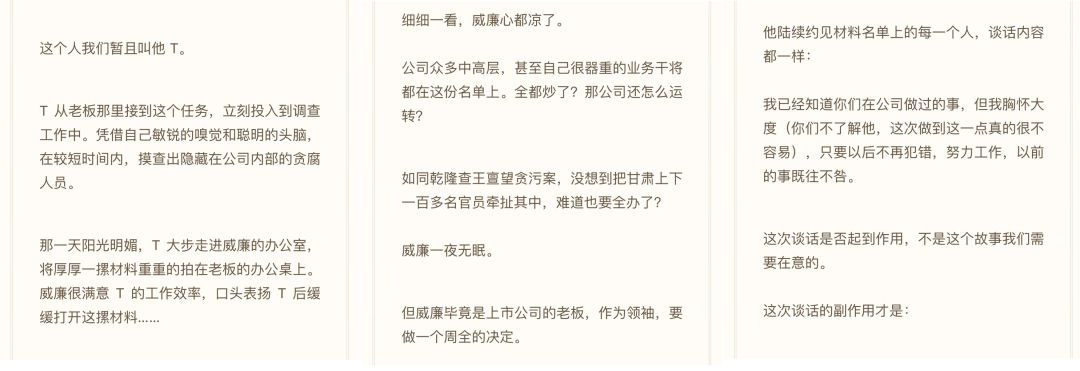 这个人我们暂且叫他 T。
T 从老板那里接到这个任务，立刻投入到调查
工作中。凭借自己敏锐的嗅觉和聪明的头脑，
在较短时间内，摸查出隐藏在公司内部的贪腐
人员。
那一天阳光明媚，T 大步走进威廉的办公室，
将厚厚一摞材料重重的拍在老板的办公桌上。
威廉很满意 T 的工作效率，口头表扬 T 后缓
缓打开这摞材料......
细细一看，威廉心都凉了。
公司众多中高层，甚至自己很器重的业务干将
都在这份名单上。全都炒了？那公司还怎么运
转？
如同乾隆查王亶望贪污案，没想到把甘肃上下
一百多名官员牵扯其中，难道也要全办了？
威廉一夜无眠。
但威廉毕竟是上市公司的老板，作为领袖，要
做一个周全的决定。
他陆续约见材料名单上的每一个人，谈话内容
都一样：
我已经知道你们在公司做过的事，但我胸怀大
度（你们不了解他，这次做到这一点真的很不
容易），只要以后不再犯错，努力工作，以前
的事既往不咎。
这次谈话是否起到作用，不是这个故事我们需
要在意的。
这次谈话的副作用才是：